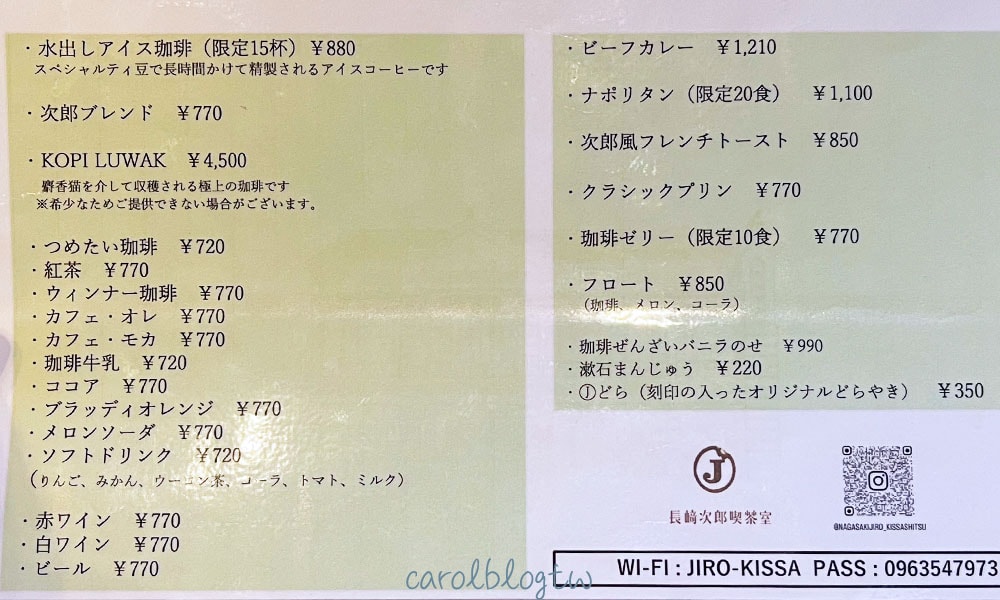 ・水出しアイス珈琲（限定15杯）￥880
スペシャルティ豆で長時間かけて精製されるアイスコーヒーです
・次郎ブレンド ￥770
・KOPI LUWAK ￥4,500
麝香猫を介して収穫される極上の珈琲です
※希少なためご提供できない場合がございます。
・つめたい珈琲 ￥720
・紅茶 ￥770
・ウィンナー珈琲 ￥770
・カフェ・オレ ￥770
・カフェ・モカ ￥770
・珈琲牛乳 ￥720
・ココア ￥770
・ブラッディオレンジ ￥770
・メロンソーダ ￥770
・ソフトドリンク ￥720
（りんご、みかん、ウーロン茶、コーラ、トマト、ミルク）
・赤ワイン ￥770
・白ワイン ￥770
・ビール ￥770
・ビーフカレー ￥1,210
・ナポリタン（限定20食） ￥1,100
・次郎風フレンチトースト ￥850
・クラシックプリン ￥770
・珈琲ゼリー（限定10食） ￥770
・フロート ￥850
（珈琲、メロン、コーラ）
・珈琲ぜんざいバニラのせ ￥990
・漱石まんじゅう ￥220
・Ⓙどら（刻印の入ったオリジナルどらやき） ￥350
J
長﨑次郎喫茶室
@NAGASAKIJIRO_KISSASHITSU
WI-FI : JIRO-KISSA PASS : 0963547973
carolblogtw